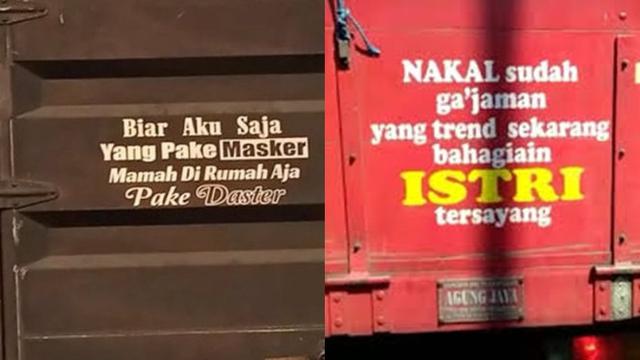 Biar Aku Saja
Yang Pake Masker
Mamah Di Rumah Aja
Pake Daster
NAKAL sudah
ga'jaman
yang trend sekarang
bahagiain
ISTRI
tersayang
AGUNG JAYA